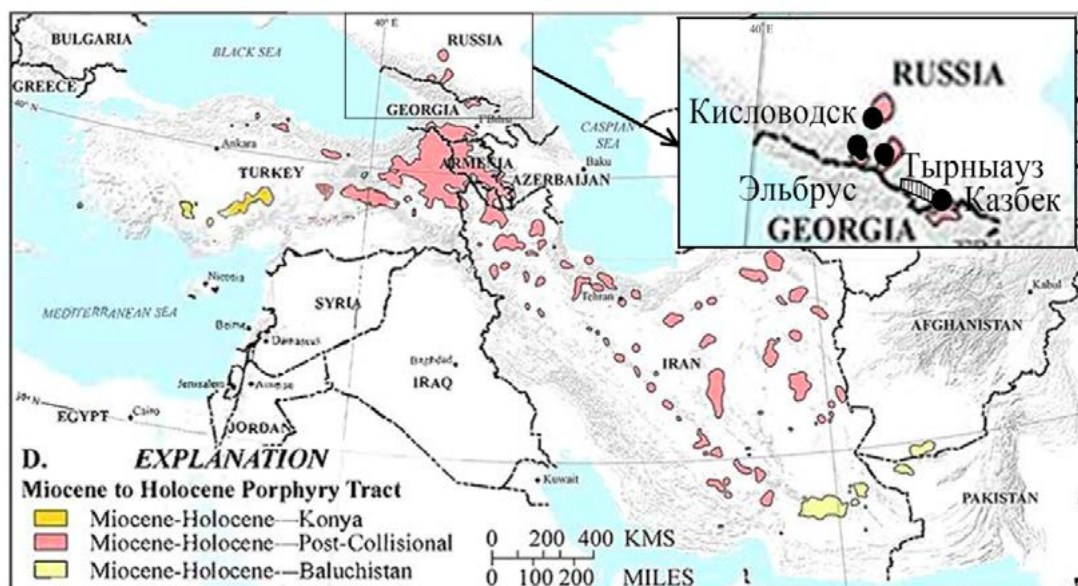 BULGARIA
BLACK SEA
40° E
RUSSIA
GREECE
40° N
GEORGIA
T'Bilisi
CASPIAN
SEA
Ankara
TURKEY
ARMENIA
Baku
AZERBAIJAN
40° E
RUSSIA
Кисловодск
Тырныауз
Эльбрус
Казбек
GEORGIA
Nicosia
SYRIA
Tehran
Kabul
MEDITERRANEAN SEA
Beirut
Damascus
AFGHANISTAN
Baghdad
IRAN
Jerusalem
Amman
IRAQ
30° N
EGYPT
Cairo
JORDAN
Kuwait
PAKISTAN
D. EXPLANATION
Miocene to Holocene Porphyry Tract
Miocene-Holocene—Konya
Miocene-Holocene—Post-Collisional
Miocene-Holocene—Baluchistan
0 100 200 400 KMS
0 100 200 MILES